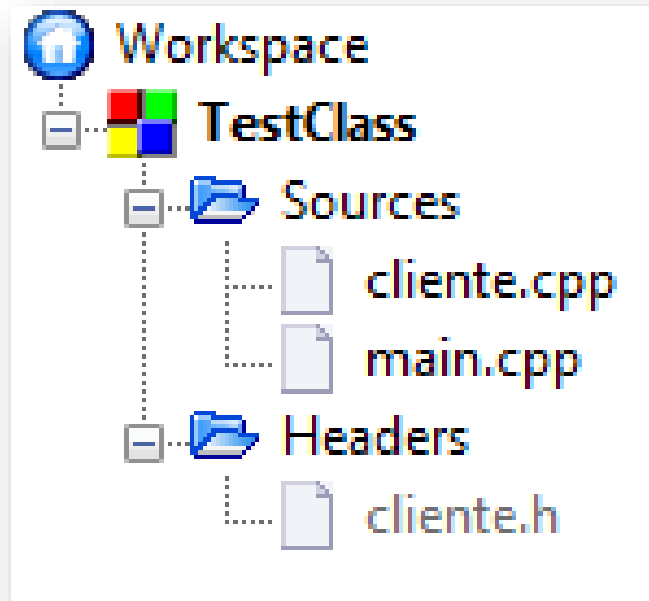 Workspace
TestClass
Sources
cliente.cpp
main.cpp
Headers
cliente.h